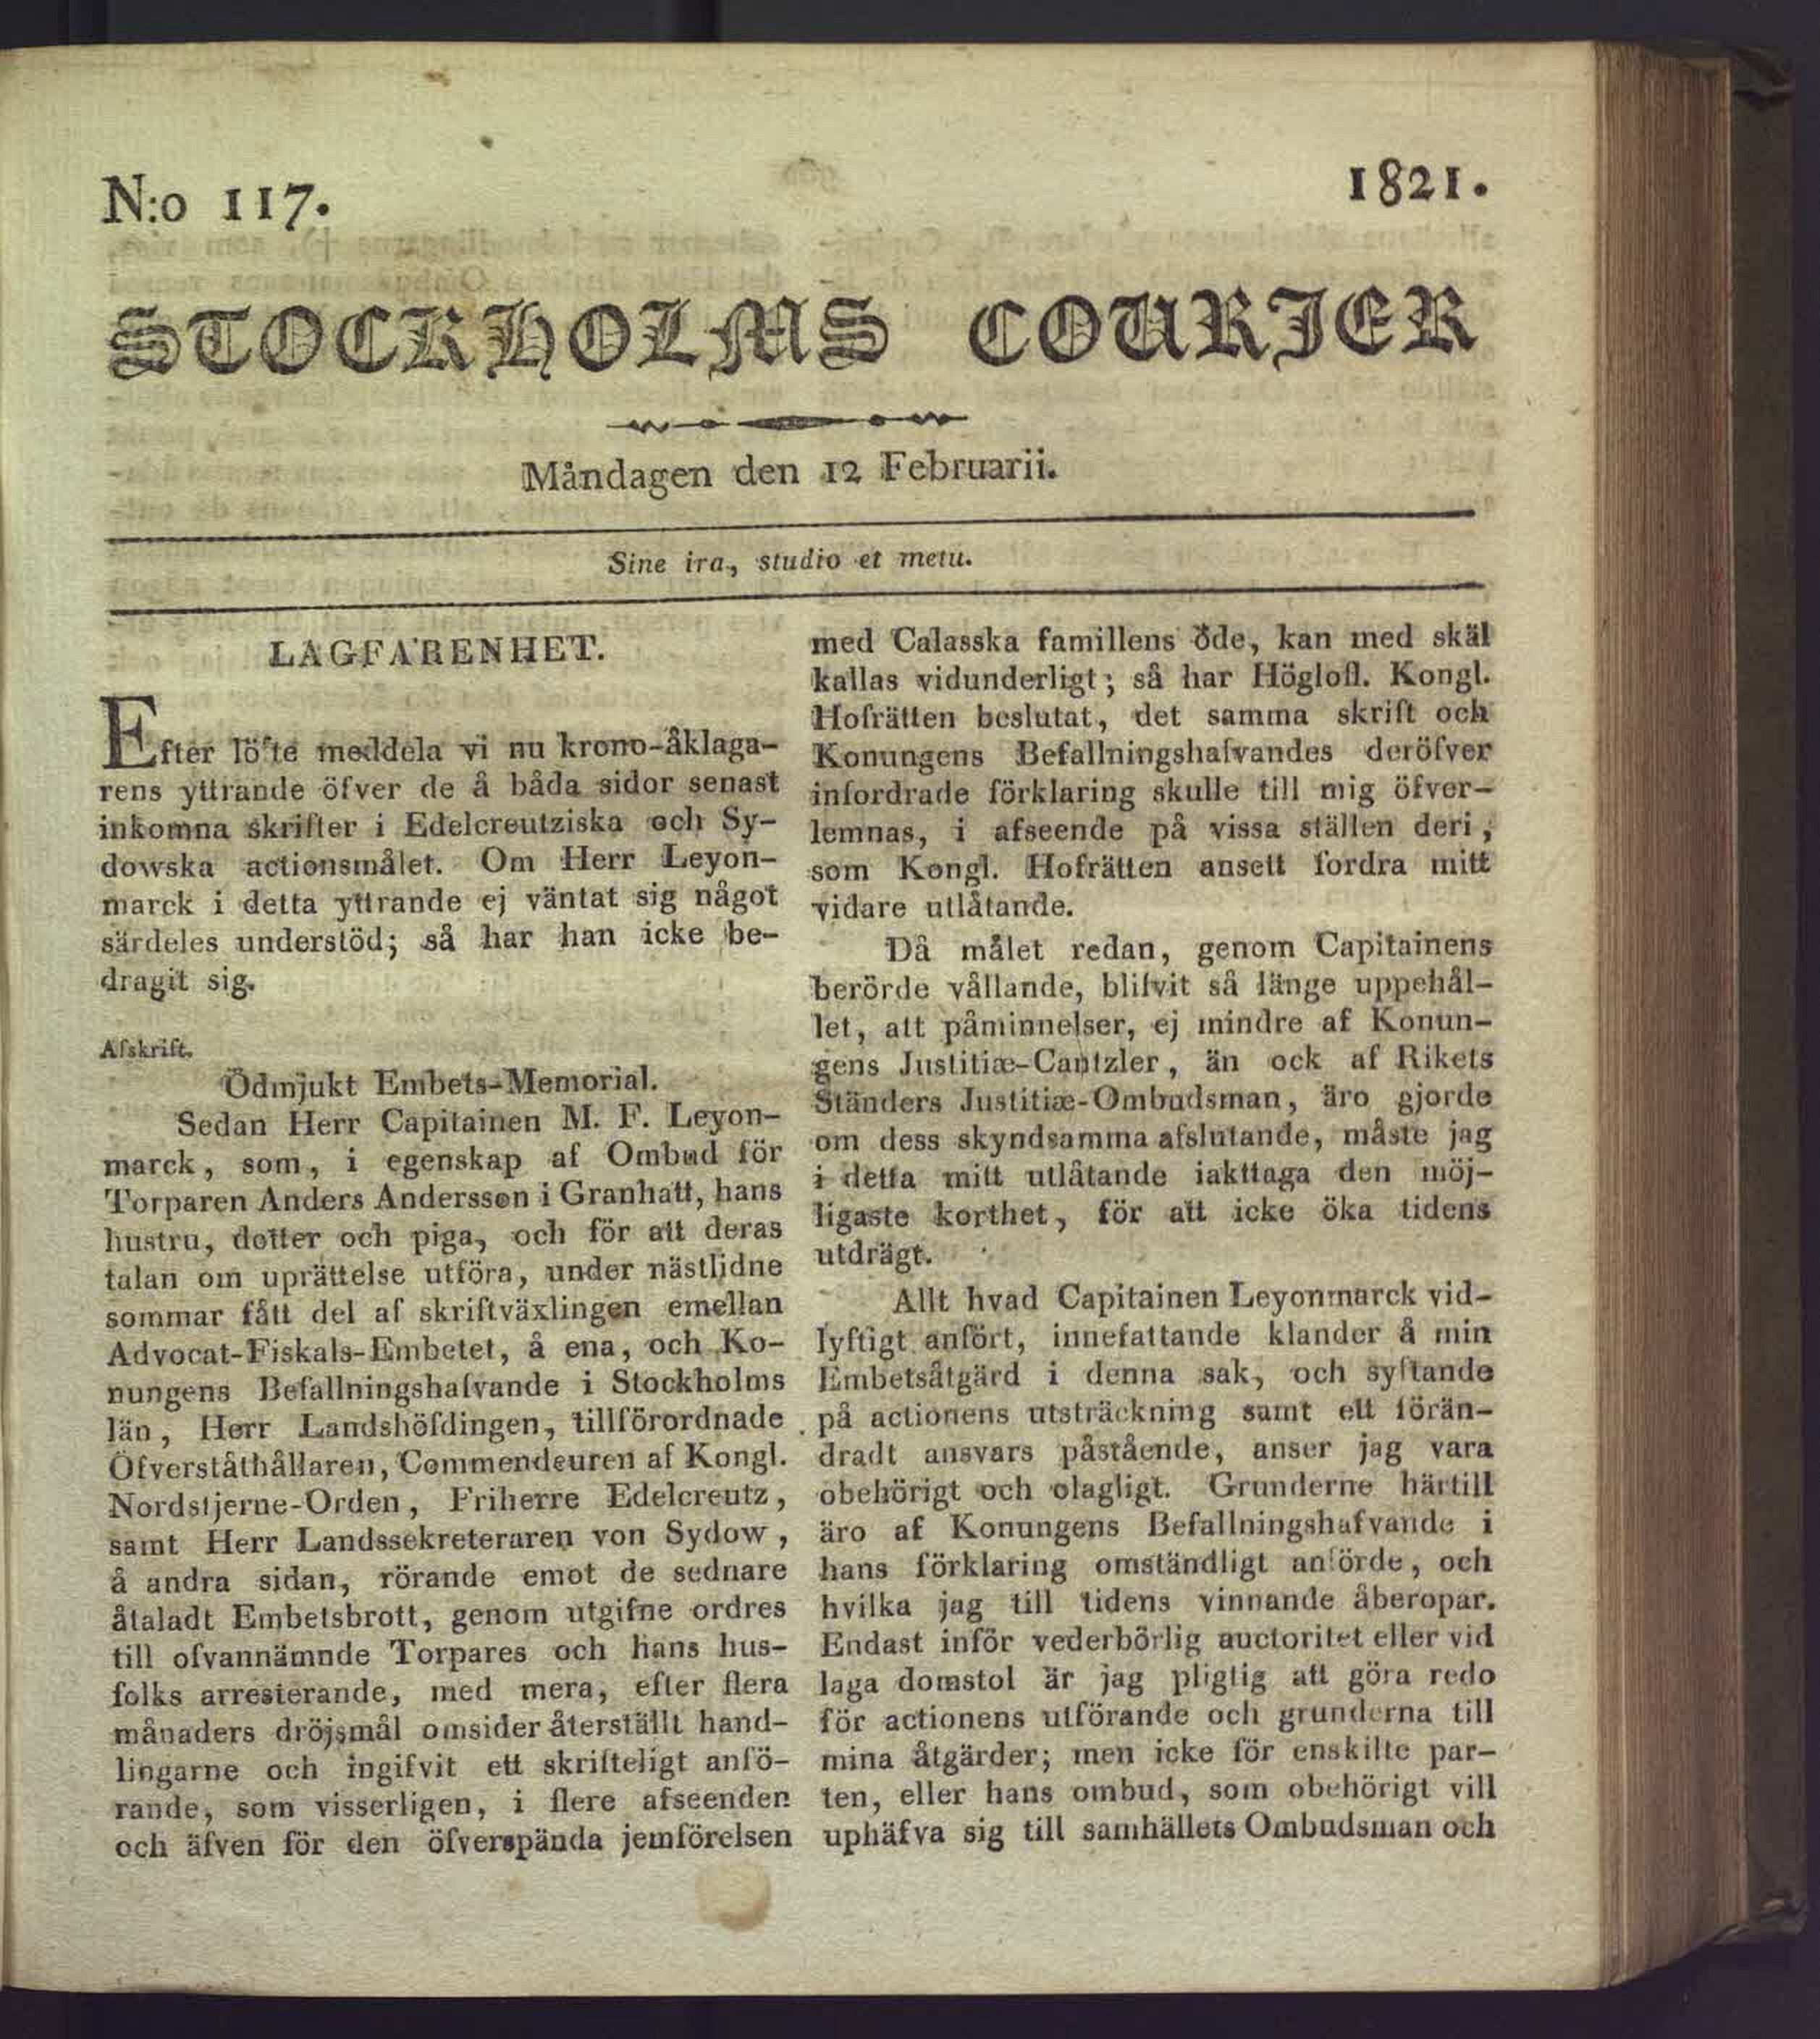 N:o 117.
1821.
STOCKHOLMS COURIER
Måndagen den 12 Februarii.
Sine ira, studio et metu.
LAGFARENHET.
Efter löfte meddela vi nu krono-åklaga-
rens yttrande öfver de å båda sidor senast
inkomna skrifter i Edelcreutziska och Sy-
dowska actionsmålet. Om Herr Leyon-
marck i detta yttrande ej väntat sig något
särdeles understöd; så har han icke be-
dragit sig.
Afskrift.
Ödmjukt Embets-Memorial.
Sedan Herr Capitainen M. F. Leyon-
marck, som, i egenskap af Ombud för
Torparen Anders Andersson i Granhatt, hans
hustru, dotter och piga, och för att deras
talan om uprättelse utföra, under nästlidne
sommar fått del af skriftväxlingen emellan
Advocat-Fiskals-Embetet, å ena, och Ko-
nungens Befallningshafvande i Stockholms
län, Herr Landshöfdingen, tillförordnade
Öfverståthållaren, Commendeuren af Kongl.
Nordstjerne-Orden, Friherre Edelcreutz,
samt Herr Landssekreteraren von Sydow,
å andra sidan, rörande emot de sednare
åtaladt Embetsbrott, genom utgifne ordres
till ofvannämnde Torpares och hans hus-
folks arresterande, med mera, efter flera
månaders dröjsmål omsider återställt hand-
lingarne och ingifvit ett skrifteligt anfö-
rande, som visserligen, i flere afseenden
och äfven för den öfverspända jemförelsen
med Calasska famillens öde, kan med skäl
kallas vidunderligt; så har Höglofl. Kongl.
Hofrätten beslutat, det samma skrift och
Konungens Befallningshafvandes deröfver
infordrade förklaring skulle till mig öfver-
lemnas, i afseende på vissa ställen deri,
som Kongl. Hofrätten ansett fordra mitt
vidare utlåtande.
Då målet redan, genom Capitainens
berörde vållande, blifvit så länge uppehål-
let, att påminnelser, ej mindre af Konun-
gens Justitiæ-Cantzler, än ock af Rikets
Ständers Justitiæ-Ombudsman, äro gjorde
om dess skyndsamma afslutande, måste jag
i detta mitt utlåtande iakttaga den möj-
ligaste korthet, för att icke öka tidens
utdrägt.
Allt hvad Capitainen Leyonmarck vid-
lyftigt anfört, innefattande klander å min
Embetsåtgärd i denna sak, och syftande
på actionens utsträckning samt ett förän-
dradt ansvars påstående, anser jag vara
obehörigt och olagligt. Grunderne härtill
äro af Konungens Befallningshafvande i
hans förklaring omständligt anförde, och
hvilka jag till tidens vinnande åberopar.
Endast inför vederbörlig auctoritet eller vid
laga domstol är jag pligtig att göra redo
för actionens utförande och grunderna till
mina åtgärder; men icke för enskilte par-
ten, eller hans ombud, som obehörigt vill
uphäfva sig till samhällets Ombudsman och